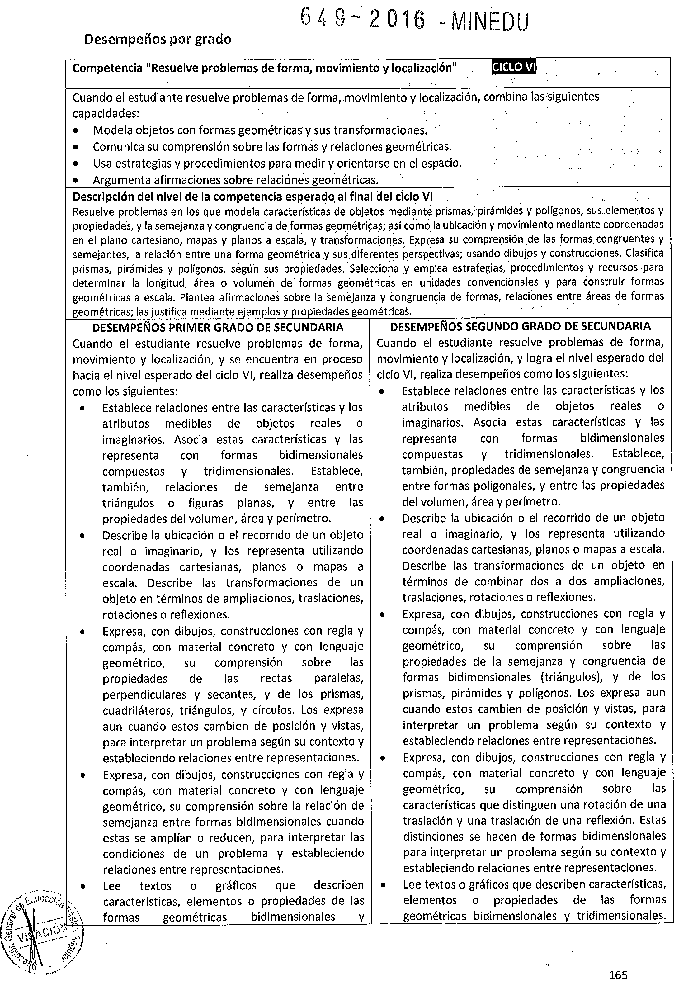 649-2016 -MINEDU
Desempeños por grado
Competencia "Resuelve problemas de forma, movimiento y localización" CICLO VI
Cuando el estudiante resuelve problemas de forma, movimiento y localización, combina las siguientes
capacidades:
• Modela objetos con formas geométricas y sus transformaciones.
• Comunica su comprensión sobre las formas y relaciones geométricas.
• Usa estrategias y procedimientos para medir y orientarse en el espacio.
• Argumenta afirmaciones sobre relaciones geométricas.
Descripción del nivel de la competencia esperado al final del ciclo VI
Resuelve problemas en los que modela características de objetos mediante prismas, pirámides y polígonos, sus elementos y
propiedades, y la semejanza y congruencia de formas geométricas; así como la ubicación y movimiento mediante coordenadas
en el plano cartesiano, mapas y planos a escala, y transformaciones. Expresa su comprensión de las formas congruentes y
semejantes, la relación entre una forma geométrica y sus diferentes perspectivas; usando dibujos y construcciones. Clasifica
prismas, pirámides y polígonos, según sus propiedades. Selecciona y emplea estrategias, procedimientos y recursos para
determinar la longitud, área o volumen de formas geométricas en unidades convencionales y para construir formas
geométricas a escala. Plantea afirmaciones sobre la semejanza y congruencia de formas, relaciones entre áreas de formas
geométricas; las justifica mediante ejemplos y propiedades geométricas.
DESEMPEÑOS PRIMER GRADO DE SECUNDARIA
Cuando el estudiante resuelve problemas de forma,
movimiento y localización, y se encuentra en proceso
hacia el nivel esperado del ciclo VI, realiza desempeños
como los siguientes:
• Establece relaciones entre las características y los
atributos medibles de objetos reales o
imaginarios. Asocia estas características y las
representa con formas bidimensionales
compuestas y tridimensionales. Establece,
también, relaciones de semejanza entre
triángulos o figuras planas, y entre las
propiedades del volumen, área y perímetro.
• Describe la ubicación o el recorrido de un objeto
real o imaginario, y los representa utilizando
coordenadas cartesianas, planos o mapas a
escala. Describe las transformaciones de un
objeto en términos de ampliaciones, traslaciones,
rotaciones o reflexiones.
• Expresa, con dibujos, construcciones con regla y
compás, con material concreto y con lenguaje
geométrico, su comprensión sobre las
propiedades de las rectas paralelas,
perpendiculares y secantes, y de los prismas,
cuadriláteros, triángulos, y círculos. Los expresa
aun cuando estos cambien de posición y vistas,
para interpretar un problema según su contexto y
estableciendo relaciones entre representaciones.
• Expresa, con dibujos, construcciones con regla y
compás, con material concreto y con lenguaje
geométrico, su comprensión sobre la relación de
semejanza entre formas bidimensionales cuando
estas se amplían o reducen, para interpretar las
condiciones de un problema y estableciendo
relaciones entre representaciones.
• Lee textos o gráficos que describen
características, elementos o propiedades de las
formas geométricas bidimensionales y
DESEMPEÑOS SEGUNDO GRADO DE SECUNDARIA
Cuando el estudiante resuelve problemas de forma,
movimiento y localización, y logra el nivel esperado del
ciclo VI, realiza desempeños como los siguientes:
• Establece relaciones entre las características y los
atributos medibles de objetos reales o
imaginarios. Asocia estas características y las
representa con formas bidimensionales
compuestas y tridimensionales. Establece,
también, propiedades de semejanza y congruencia
entre formas poligonales, y entre las propiedades
del volumen, área y perímetro.
• Describe la ubicación o el recorrido de un objeto
real o imaginario, y los representa utilizando
coordenadas cartesianas, planos o mapas a escala.
Describe las transformaciones de un objeto en
términos de combinar dos a dos ampliaciones,
traslaciones, rotaciones o reflexiones.
• Expresa, con dibujos, construcciones con regla y
compás, con material concreto y con lenguaje
geométrico, su comprensión sobre las
propiedades de la semejanza y congruencia de
formas bidimensionales (triángulos), y de los
prismas, pirámides y polígonos. Los expresa aun
cuando estos cambien de posición y vistas, para
interpretar un problema según su contexto y
estableciendo relaciones entre representaciones.
• Expresa, con dibujos, construcciones con regla y
compás, con material concreto y con lenguaje
geométrico, su comprensión sobre las
características que distinguen una rotación de una
traslación y una traslación de una reflexión. Estas
distinciones se hacen de formas bidimensionales
para interpretar un problema según su contexto y
estableciendo relaciones entre representaciones.
• Lee textos o gráficos que describen características,
elementos o propiedades de las formas
geométricas bidimensionales y tridimensionales.
Dirección General de Educación Básica Regular
VISACIÓN
165